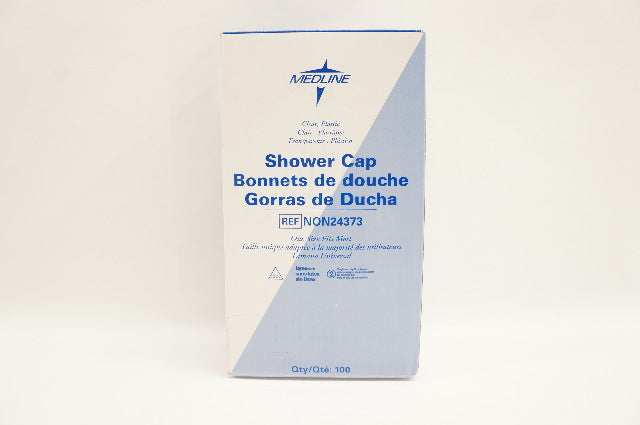 MEDLINE
Clear, Plastic
Clair, Plastique
Transparente, Plástico
Shower Cap
Bonnets de douche
Gorras de Ducha
REF NON24373
One Size Fits Most
Taille unique adaptée à la majorité des utilisateurs
Tamaño Universal
Qty/Qté: 100